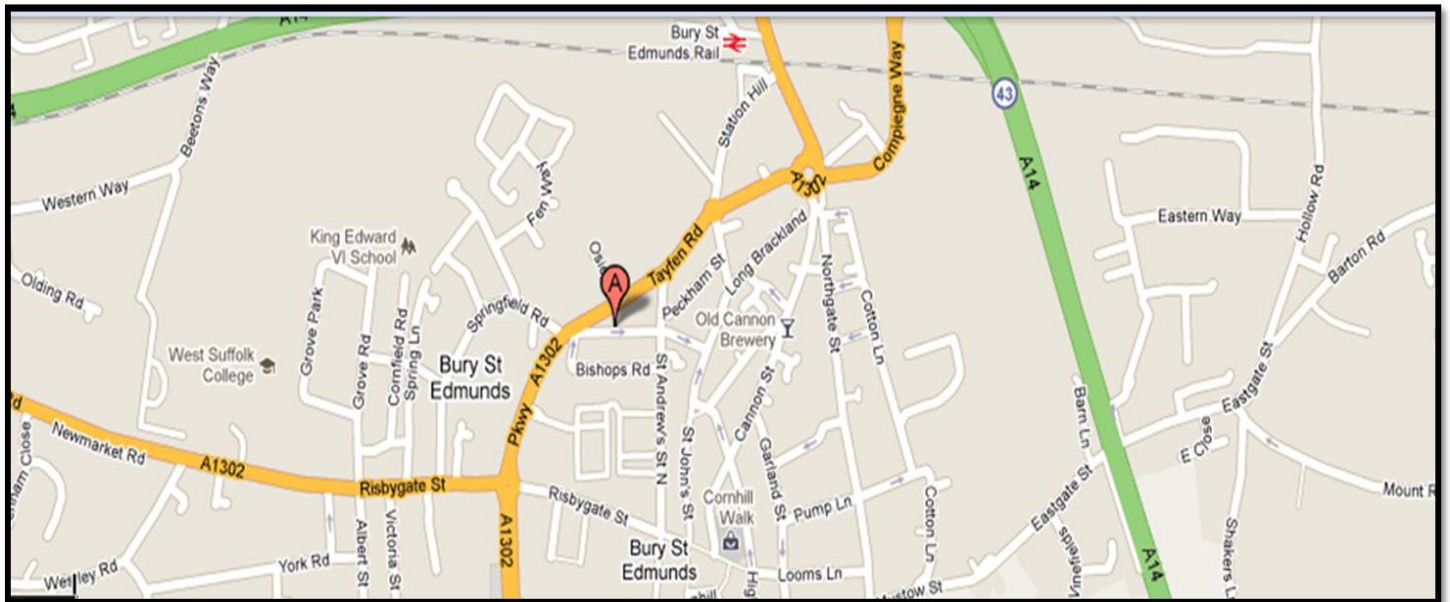 A14
Bury St
Edmunds Rail
Compiegne Way
43
Beetons Way
Station Hill
A14
Western Way
Fen Way
A1302
Hollow Rd
Eastern Way
King Edward
VI School
Tayfen Rd
Long Brackland
Barton Rd
Olding Rd
A
Peckham St
Northgate St
Cotton Ln
Springfield Rd
Grove Park
Grove Rd
Cornfield Rd
Spring Ln
Old Cannon
Brewery
West Suffolk
College
Bury St
Edmunds
A1302
Bishops Rd
St Andrew's St N
Cannon St
Eastgate St
Barn Ln
Newmarket Rd
Pkwy
St John's St
Garland St
E Close
A1302
Risbygate St
Risbygate St
Cornhill
Walk
Pump Ln
Cotton Ln
Eastgate St
Mount
A1302
Albert St
Victoria St
York Rd
Bury St
Edmunds
Looms Ln
A14